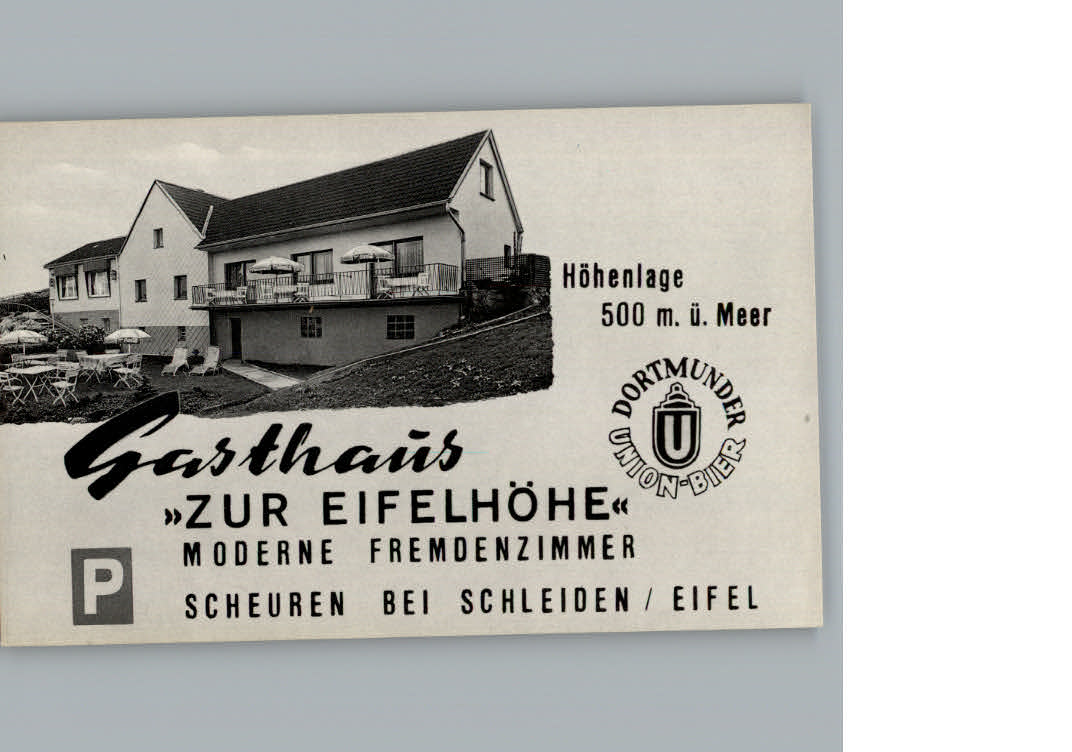 Höhenlage
500 m. ü. Meer
DORTMUNDER
U
UNION-BIER
Gasthaus
»ZUR EIFELHÖHE«
MODERNE FREMDENZIMMER
P
SCHEUREN BEI SCHLEIDEN / EIFEL